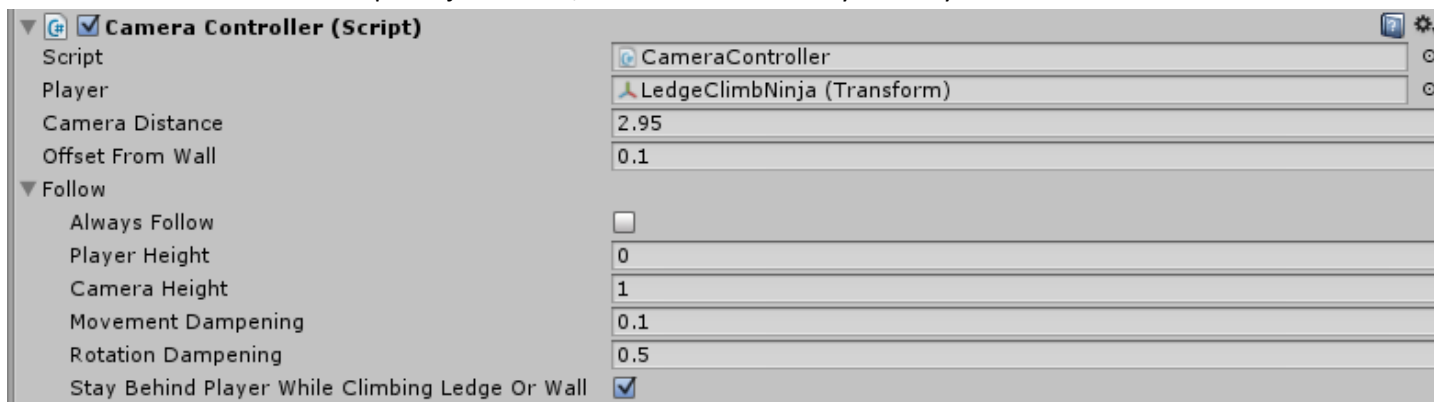 Camera Controller (Script)
Script CameraController
Player LedgeClimbNinja (Transform)
Camera Distance 2.95
Offset From Wall 0.1
Follow
Always Follow
Player Height 0
Camera Height 1
Movement Dampening 0.1
Rotation Dampening 0.5
Stay Behind Player While Climbing Ledge Or Wall